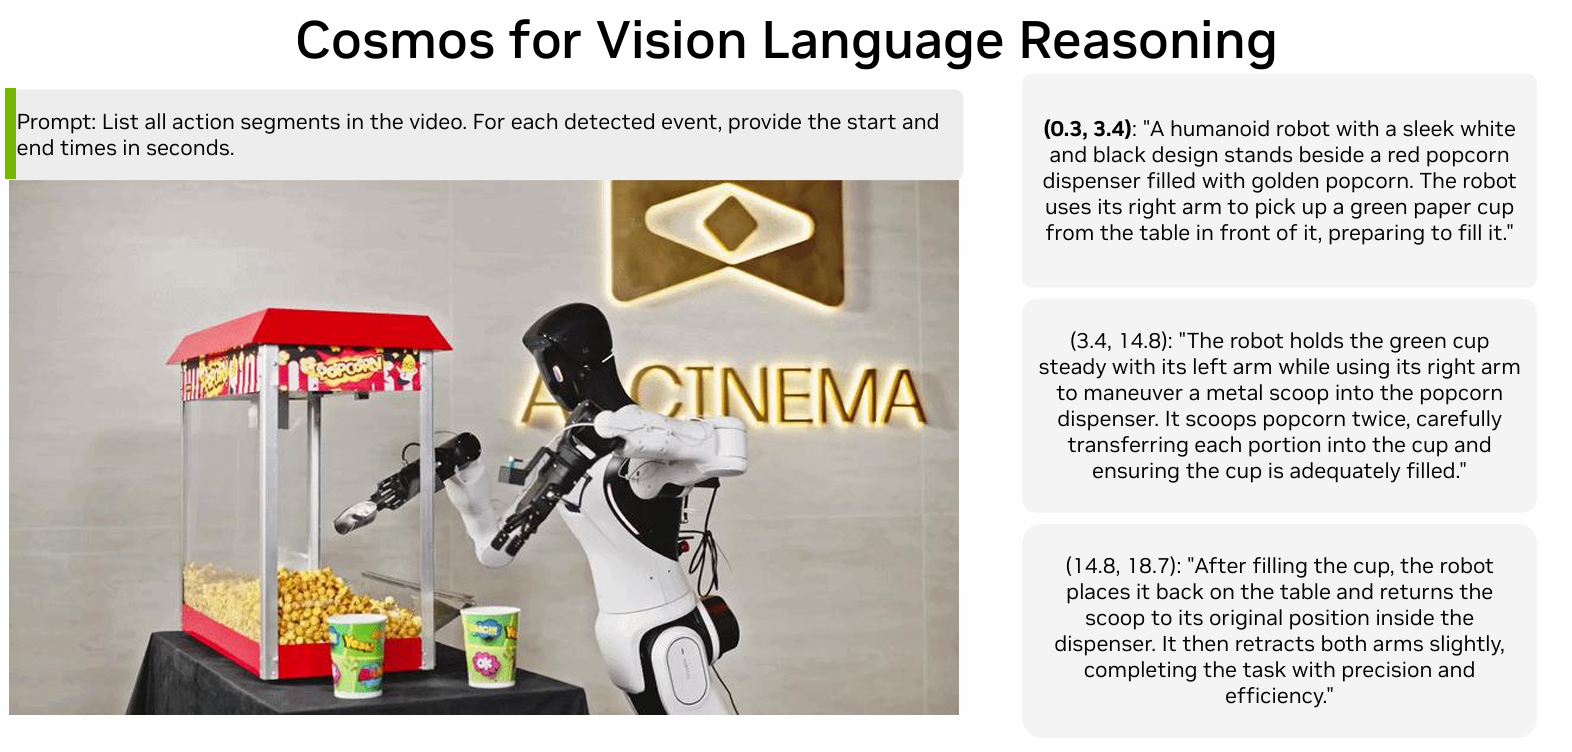 Cosmos for Vision Language Reasoning
Prompt: List all action segments in the video. For each detected event, provide the start and
end times in seconds.
POPCORN
CINEMA
Yeah!
OK
(0.3, 3.4): "A humanoid robot with a sleek white
and black design stands beside a red popcorn
dispenser filled with golden popcorn. The robot
uses its right arm to pick up a green paper cup
from the table in front of it, preparing to fill it."
(3.4, 14.8): "The robot holds the green cup
steady with its left arm while using its right arm
to maneuver a metal scoop into the popcorn
dispenser. It scoops popcorn twice, carefully
transferring each portion into the cup and
ensuring the cup is adequately filled."
(14.8, 18.7): "After filling the cup, the robot
places it back on the table and returns the
scoop to its original position inside the
dispenser. It then retracts both arms slightly,
completing the task with precision and
efficiency."